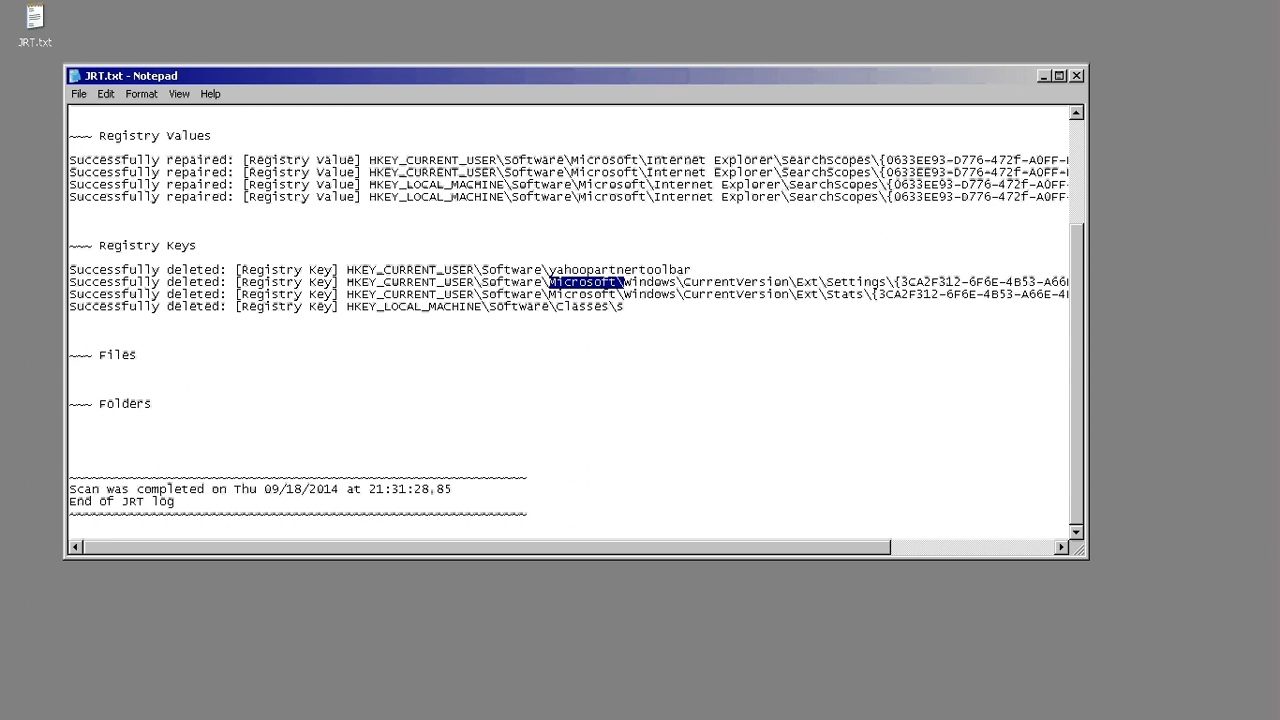 JRT.txt
JRT.txt - Notepad
File Edit Format View Help
~~~ Registry Values
Successfully repaired: [Registry Value] HKEY_CURRENT_USER\Software\Microsoft\Internet Explorer\SearchScopes\{0633EE93-D776-472f-A0FF-
Successfully repaired: [Registry Value] HKEY_CURRENT_USER\Software\Microsoft\Internet Explorer\SearchScopes\{0633EE93-D776-472f-A0FF-
Successfully repaired: [Registry Value] HKEY_LOCAL_MACHINE\Software\Microsoft\Internet Explorer\SearchScopes\{0633EE93-D776-472f-A0FF
Successfully repaired: [Registry Value] HKEY_LOCAL_MACHINE\Software\Microsoft\Internet Explorer\SearchScopes\{0633EE93-D776-472f-A0FF
~~~ Registry Keys
Successfully deleted: [Registry Key] HKEY_CURRENT_USER\Software\yahoopartnertoolbar
Successfully deleted: [Registry Key] HKEY_CURRENT_USER\Software\Microsoft\Windows\CurrentVersion\Ext\Settings\{3CA2F312-6F6E-4B53-A66
Successfully deleted: [Registry Key] HKEY_CURRENT_USER\Software\Microsoft\Windows\CurrentVersion\Ext\Stats\{3CA2F312-6F6E-4B53-A66E-4
Successfully deleted: [Registry Key] HKEY_LOCAL_MACHINE\Software\Classes\s
~~~ Files
~~~ Folders
~~~~~~~~~~~~~~~~~~~~~~~~~~~~~~~~~~~~~~~~~~~~~~~~~~~~~~~~~~~~~
Scan was completed on Thu 09/18/2014 at 21:31:28.85
End of JRT log
~~~~~~~~~~~~~~~~~~~~~~~~~~~~~~~~~~~~~~~~~~~~~~~~~~~~~~~~~~~~~